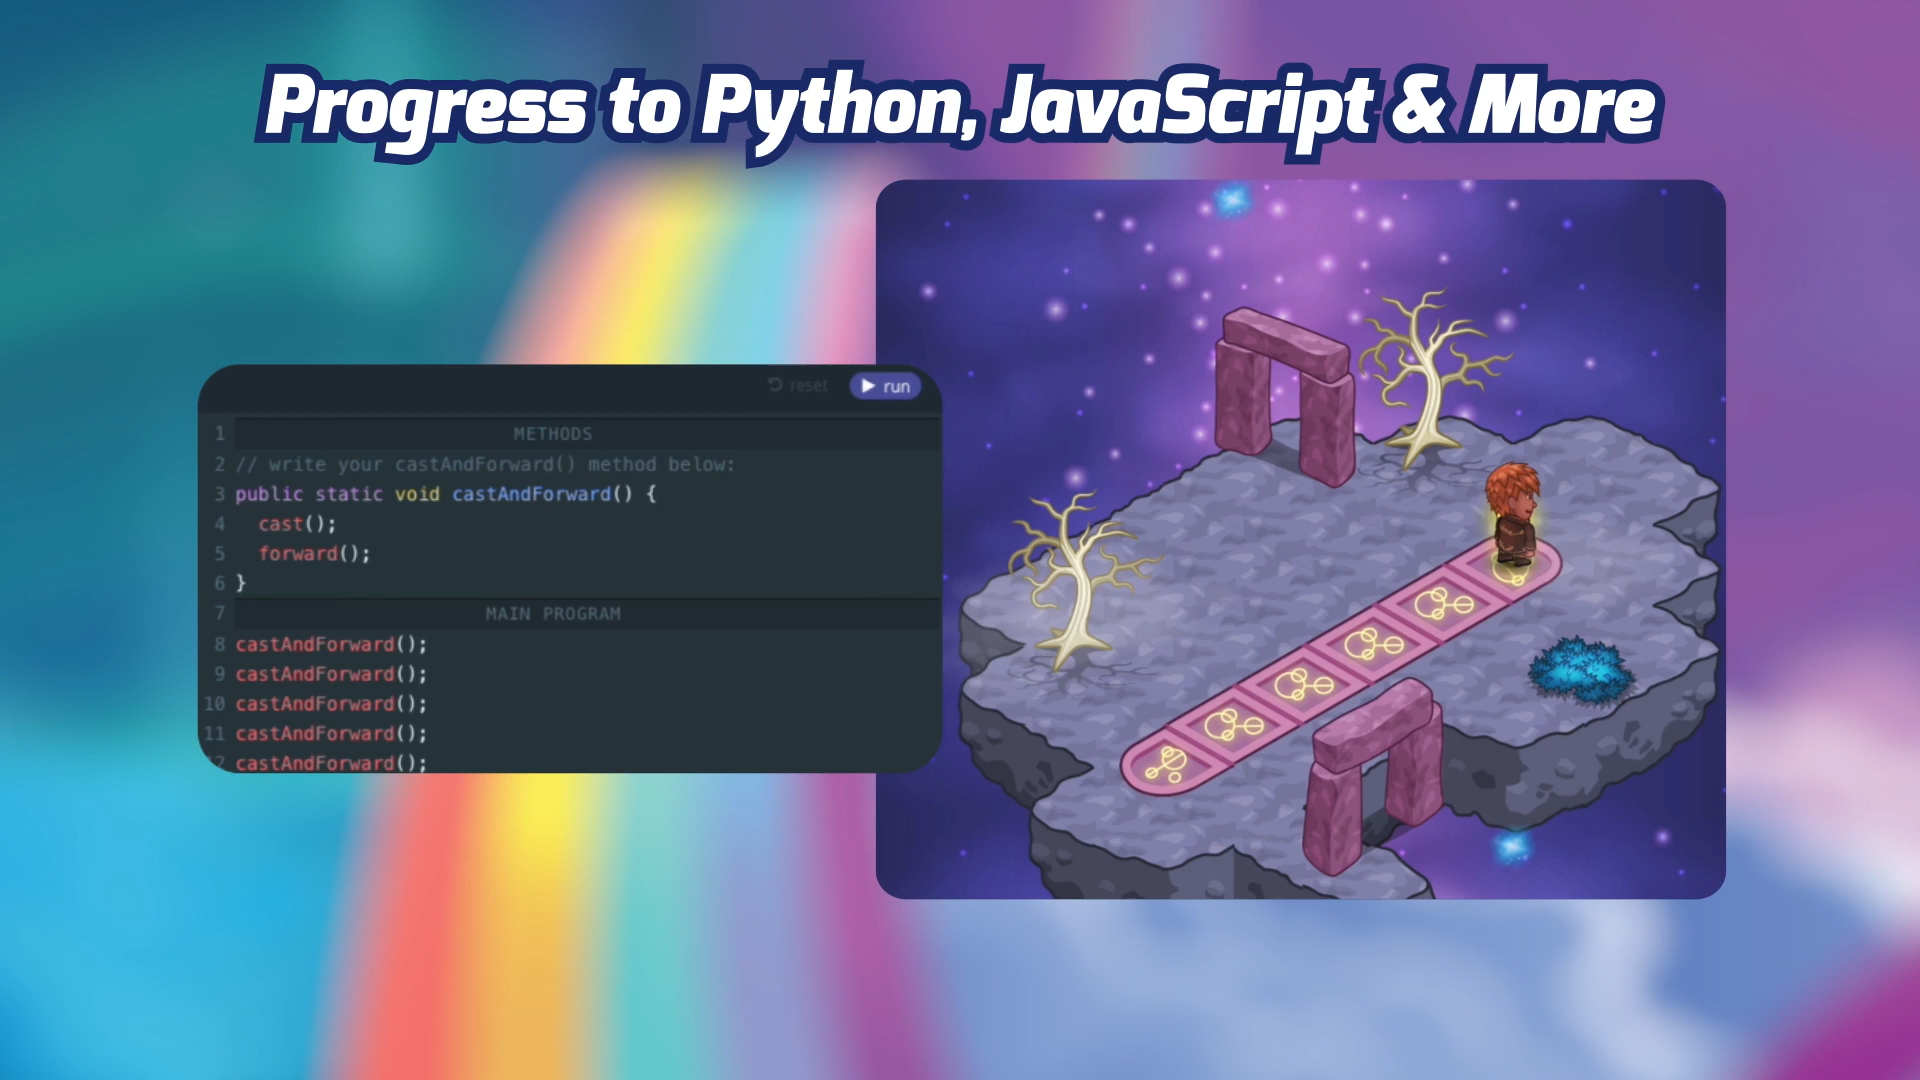 Progress to Python, JavaScript & More
reset run
1 METHODS
2 // write your castAndForward() method below:
3 public static void castAndForward() {
4 cast();
5 forward();
6 }
7 MAIN PROGRAM
8 castAndForward();
9 castAndForward();
10 castAndForward();
11 castAndForward();
12 castAndForward();